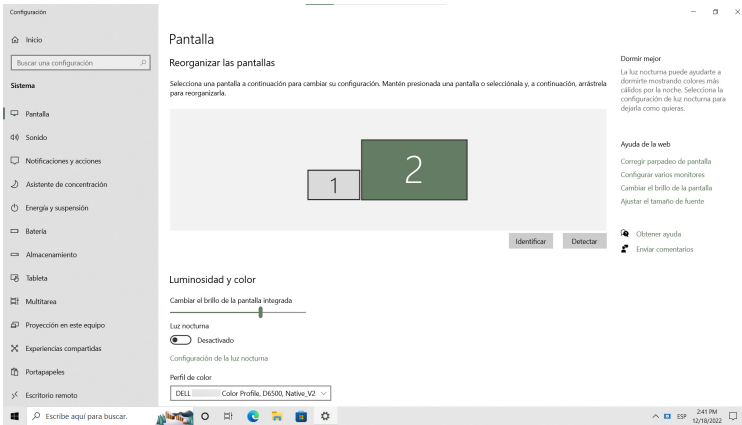 Configuración
Inicio
Buscar una configuración
Sistema
Pantalla
Sonido
Notificaciones y acciones
Asistente de concentración
Energía y suspensión
Batería
Almacenamiento
Tableta
Multitarea
Proyección en este equipo
Experiencias compartidas
Portapapeles
Escritorio remoto
Pantalla
Reorganizar las pantallas
Selecciona una pantalla a continuación para cambiar su configuración. Mantén presionada una pantalla o selecciónala y, a continuación, arrástrela
para reorganizarla.
1
2
Identificar
Detectar
Luminosidad y color
Cambiar el brillo de la pantalla integrada
Luz nocturna
Desactivado
Configuración de la luz nocturna
Perfil de color
DELL Color Profile, D6500, Native_V2
Dormir mejor
La luz nocturna puede ayudarte a
dormirte mostrando colores más
cálidos por la noche. Selecciona la
configuración de luz nocturna para
dejarla como quieras.
Ayuda de la web
Corregir parpadeo de pantalla
Configurar varios monitores
Cambiar el brillo de la pantalla
Ajustar el tamaño de fuente
Obtener ayuda
Enviar comentarios
Escribe aquí para buscar.
ESP
2:41 PM
12/18/2022